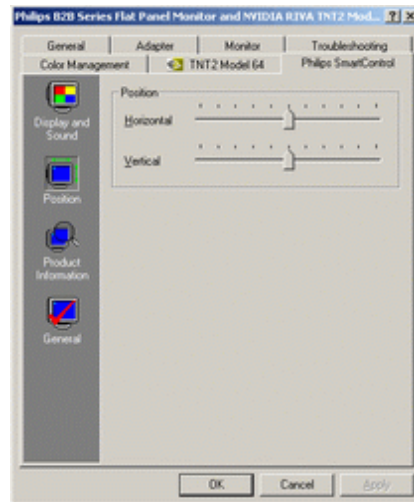 Philips B2B Series Flat Panel Monitor and NVIDIA RIVA TNT2 Mod...
General Adapter Monitor Troubleshooting
Color Management TNT2 Model 64 Philips SmartControl
Display and Sound
Position
Product Information
General
Position
Horizontal
Vertical
OK Cancel Apply